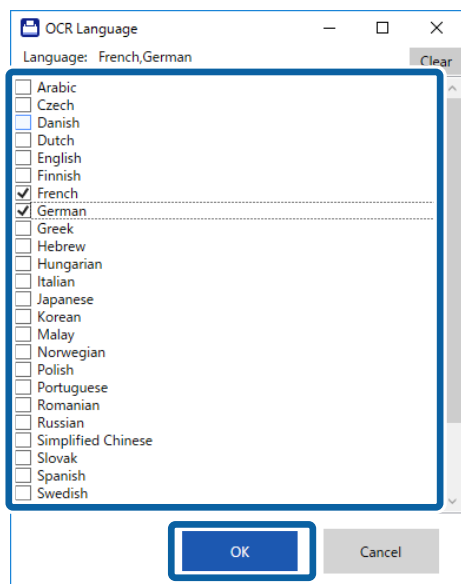 OCR Language
Language: French,German
Clear
Arabic
Czech
Danish
Dutch
English
Finnish
French
German
Greek
Hebrew
Hungarian
Italian
Japanese
Korean
Malay
Norwegian
Polish
Portuguese
Romanian
Russian
Simplified Chinese
Slovak
Spanish
Swedish
OK Cancel